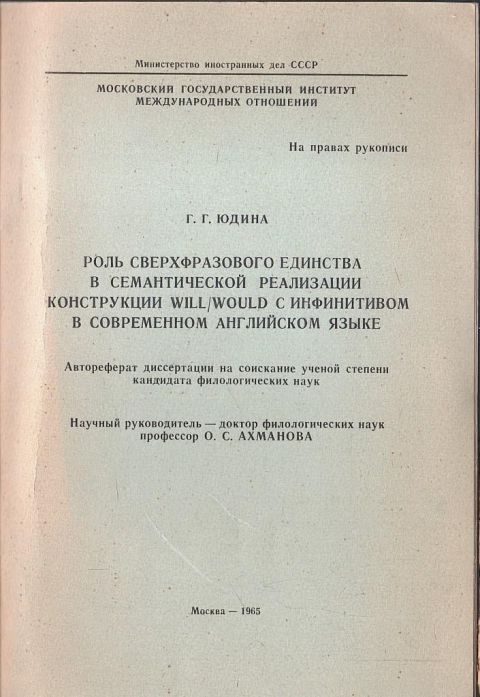 Министерство иностранных дел СССР
МОСКОВСКИЙ ГОСУДАРСТВЕННЫЙ ИНСТИТУТ
МЕЖДУНАРОДНЫХ ОТНОШЕНИЙ
На правах рукописи
Г. Г. ЮДИНА
РОЛЬ СВЕРХФРАЗОВОГО ЕДИНСТВА
В СЕМАНТИЧЕСКОЙ РЕАЛИЗАЦИИ
КОНСТРУКЦИИ WILL/WOULD С ИНФИНИТИВОМ
В СОВРЕМЕННОМ АНГЛИЙСКОМ ЯЗЫКЕ
Автореферат диссертации на соискание ученой степени
кандидата филологических наук
Научный руководитель — доктор филологических наук
профессор О. С. АХМАНОВА
Москва — 1965